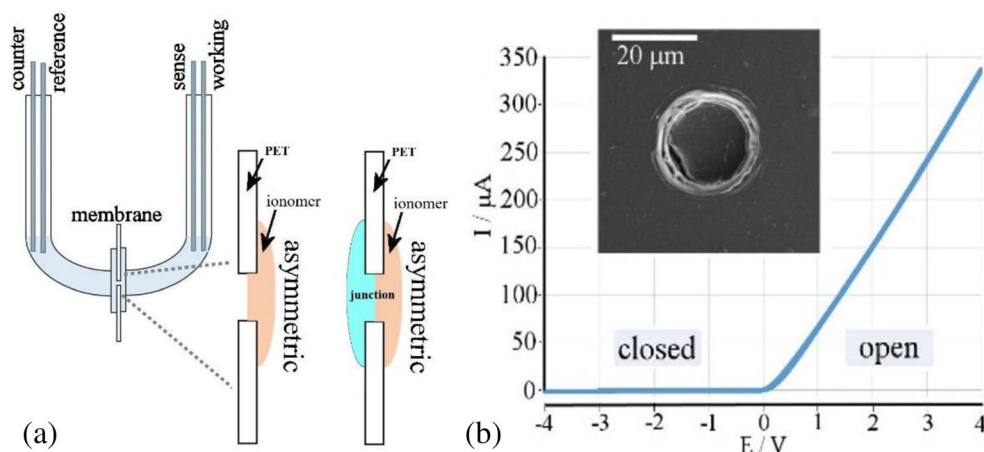 counter
reference
sense
working
membrane
PET
ionomer
asymmetric
PET
ionomer
asymmetric
junction
(a)
I / µA
350
300
250
200
150
100
50
0
20 µm
closed
open
-4 -3 -2 -1 0 1 2 3 4
E / V
(b)